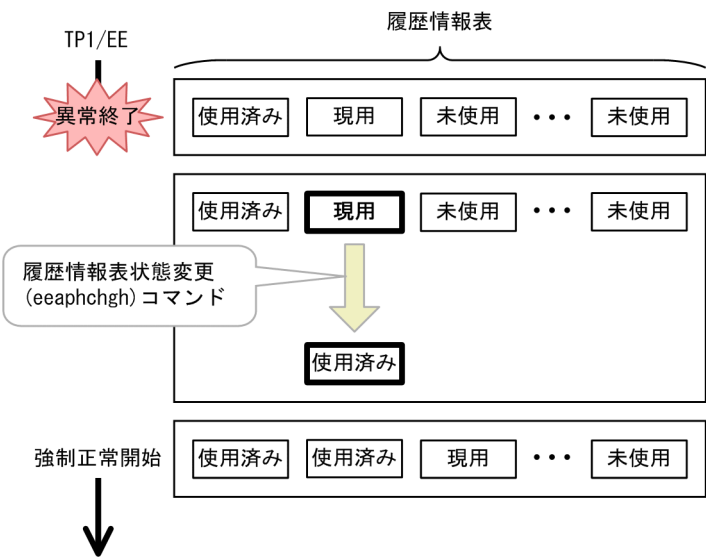 履歴情報表
TP1/EE
異常終了
使用済み 現用 未使用 ・・・ 未使用
使用済み 現用 未使用 ・・・ 未使用
履歴情報表状態変更
(eeaphchgh)コマンド
使用済み
強制正常開始
使用済み 使用済み 現用 ・・・ 未使用